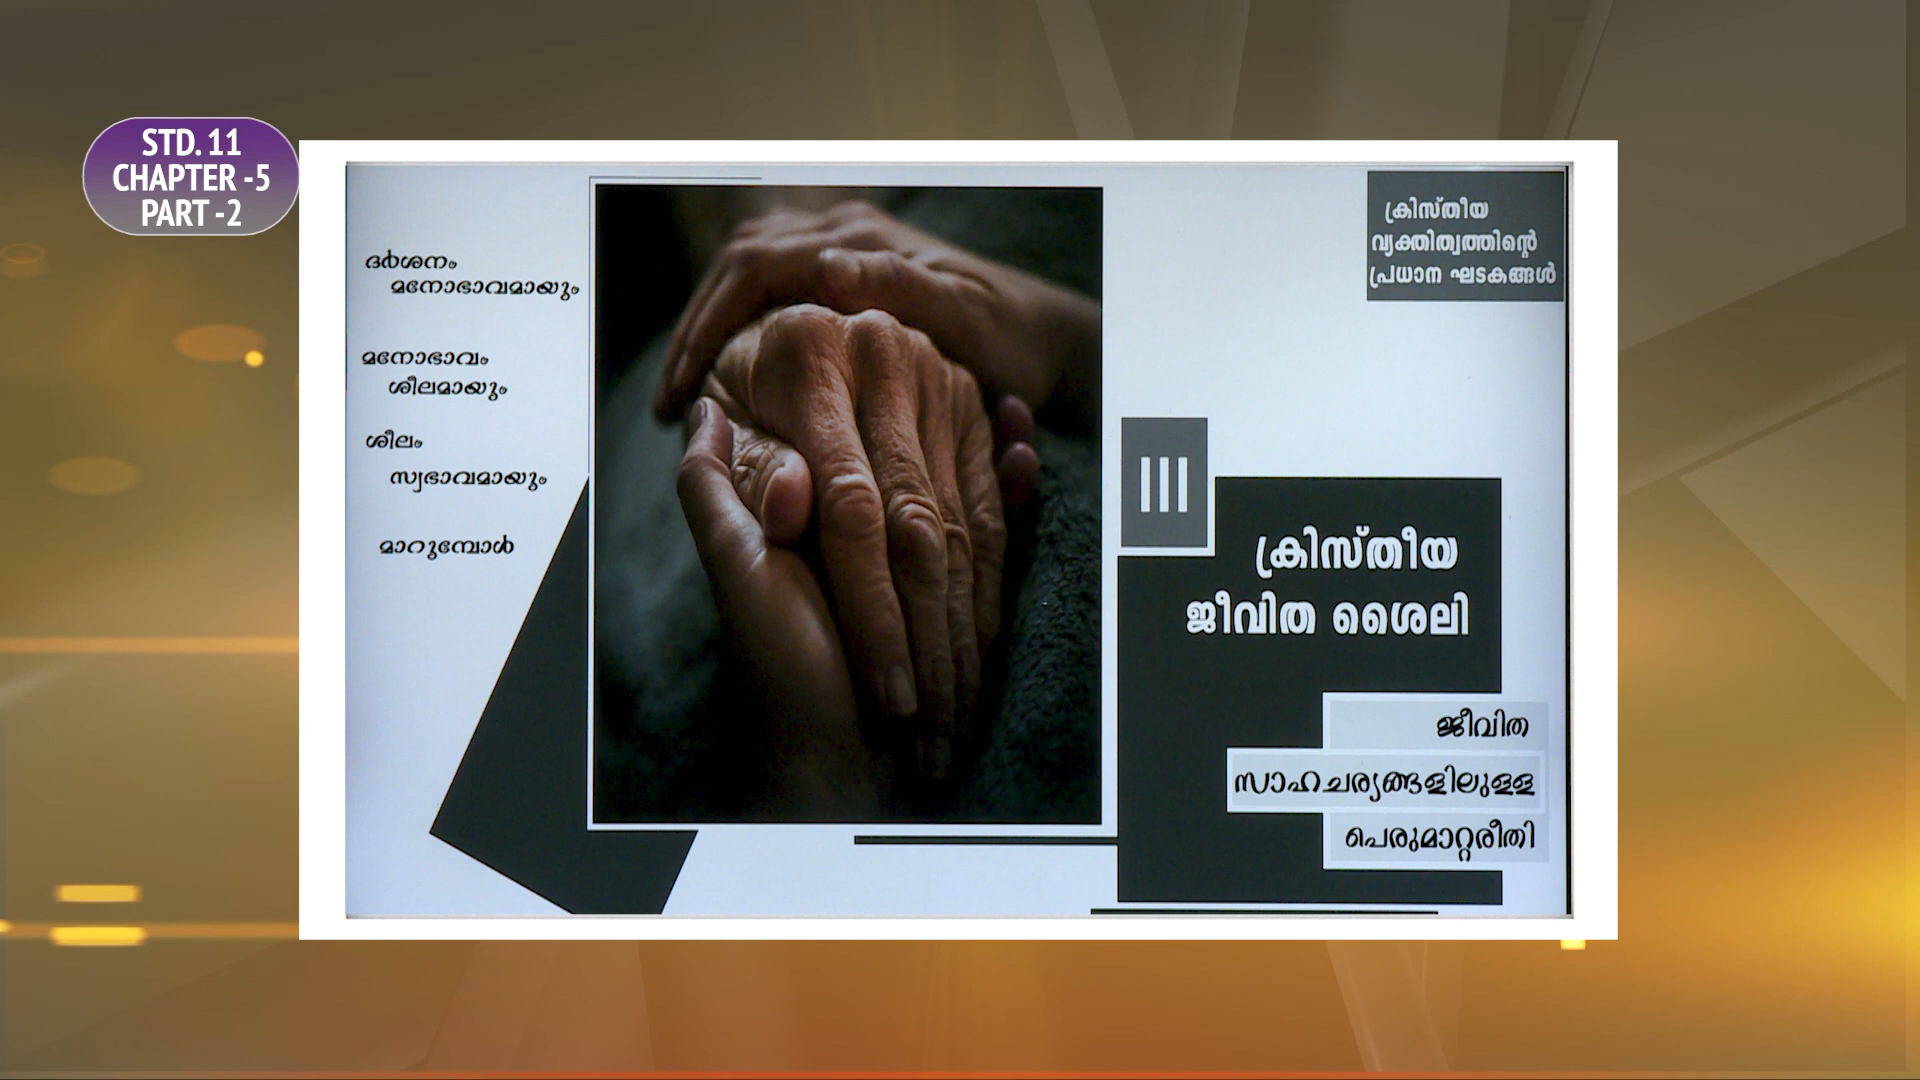 STD. 11
CHAPTER -5
PART -2
ദർശനം
മനോഭാവമായും
മനോഭാവം
ശീലമായും
ശീലം
സ്വഭാവമായും
മാറുമ്പോൾ
ക്രിസ്തീയ
വ്യക്തിത്വത്തിന്റെ
പ്രധാന ഘടകങ്ങൾ
III
ക്രിസ്തീയ
ജീവിത ശൈലി
ജീവിത
സാഹചര്യങ്ങളിലുള്ള
പെരുമാറ്റരീതി